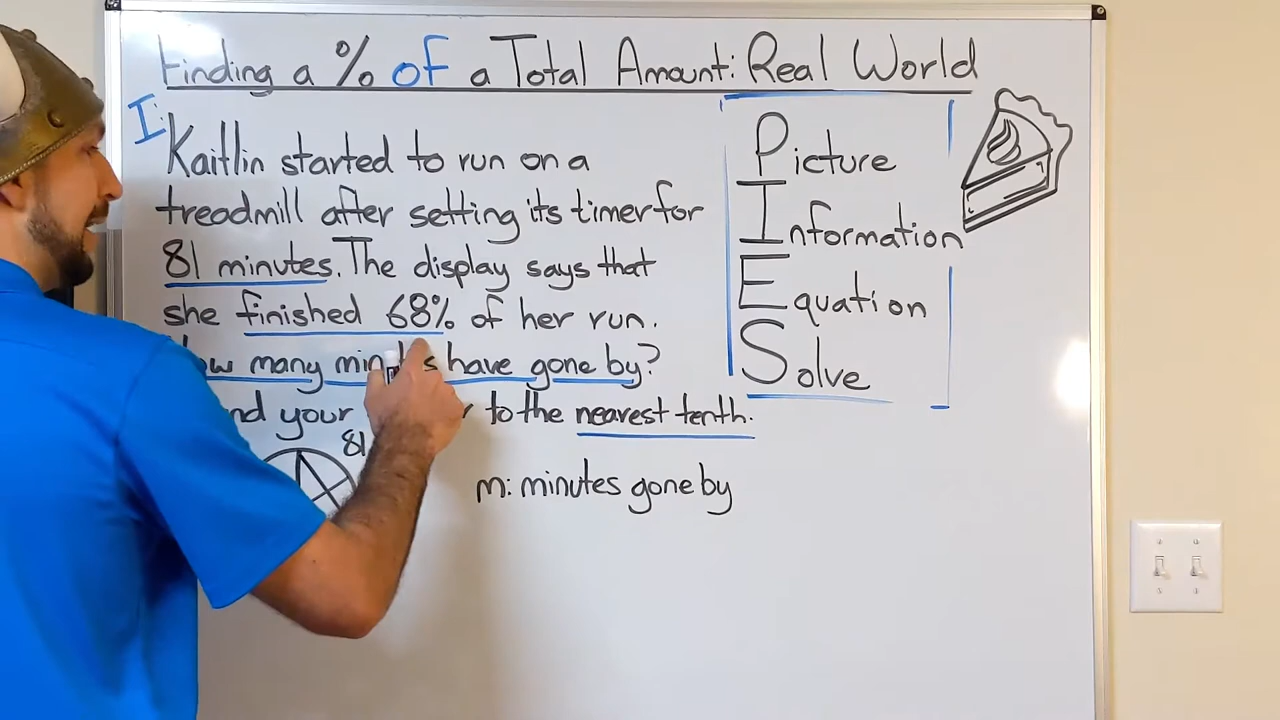 Finding a % of a Total Amount: Real World
I:
Kaitlin started to run on a
treadmill after setting its timer for
81 minutes. The display says that
she finished 68% of her run.
many have gone by?
your to the nearest tenth.
81
m: minutes gone by
Picture
Information
Equation
Solve